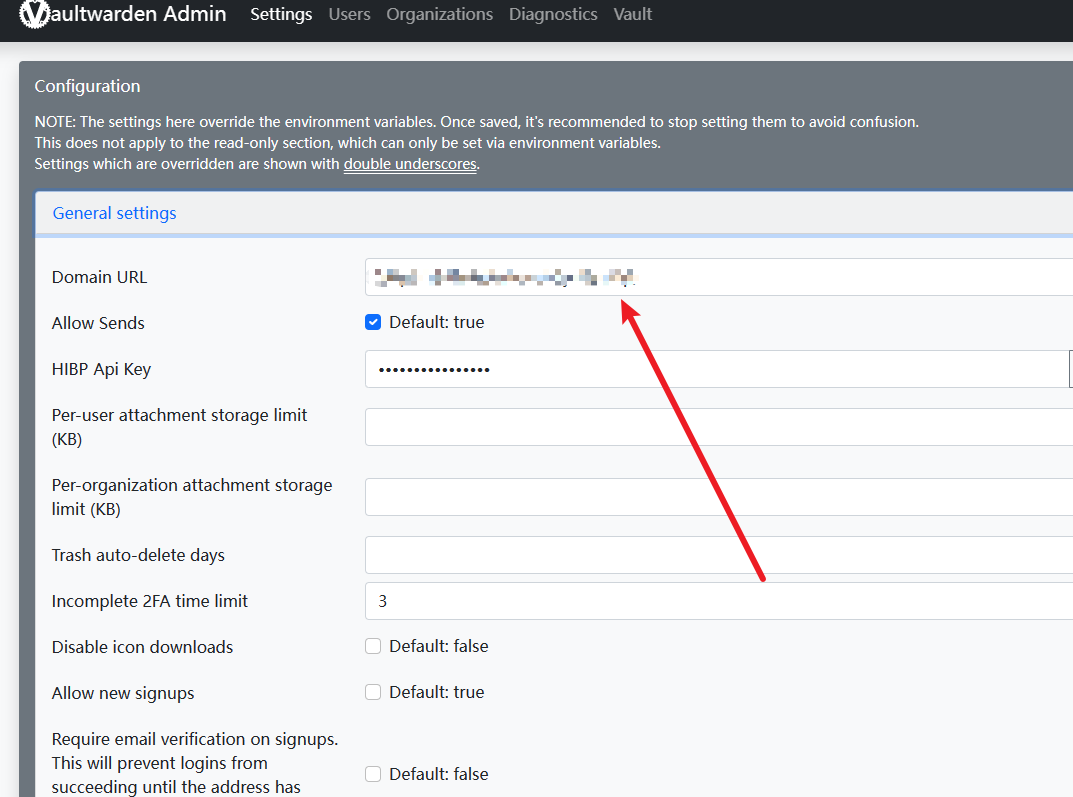 Vaultwarden Admin Settings Users Organizations Diagnostics Vault
Configuration
NOTE: The settings here override the environment variables. Once saved, it's recommended to stop setting them to avoid confusion.
This does not apply to the read-only section, which can only be set via environment variables.
Settings which are overridden are shown with double underscores.
General settings
Domain URL
Allow Sends
Default: true
HIBP Api Key
••••••••••••••••
Per-user attachment storage limit
(KB)
Per-organization attachment storage
limit (KB)
Trash auto-delete days
Incomplete 2FA time limit
3
Disable icon downloads
Default: false
Allow new signups
Default: true
Require email verification on signups.
This will prevent logins from
succeeding until the address has
Default: false